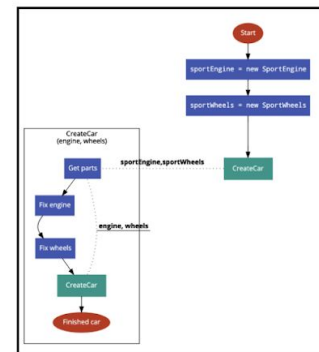 Start
sportEngine = new SportEngine
sportWheels = new SportWheels
CreateCar
(engine, wheels)
Get parts
sportEngine,sportWheels
CreateCar
Fix engine
engine, wheels
Fix wheels
CreateCar
Finished car